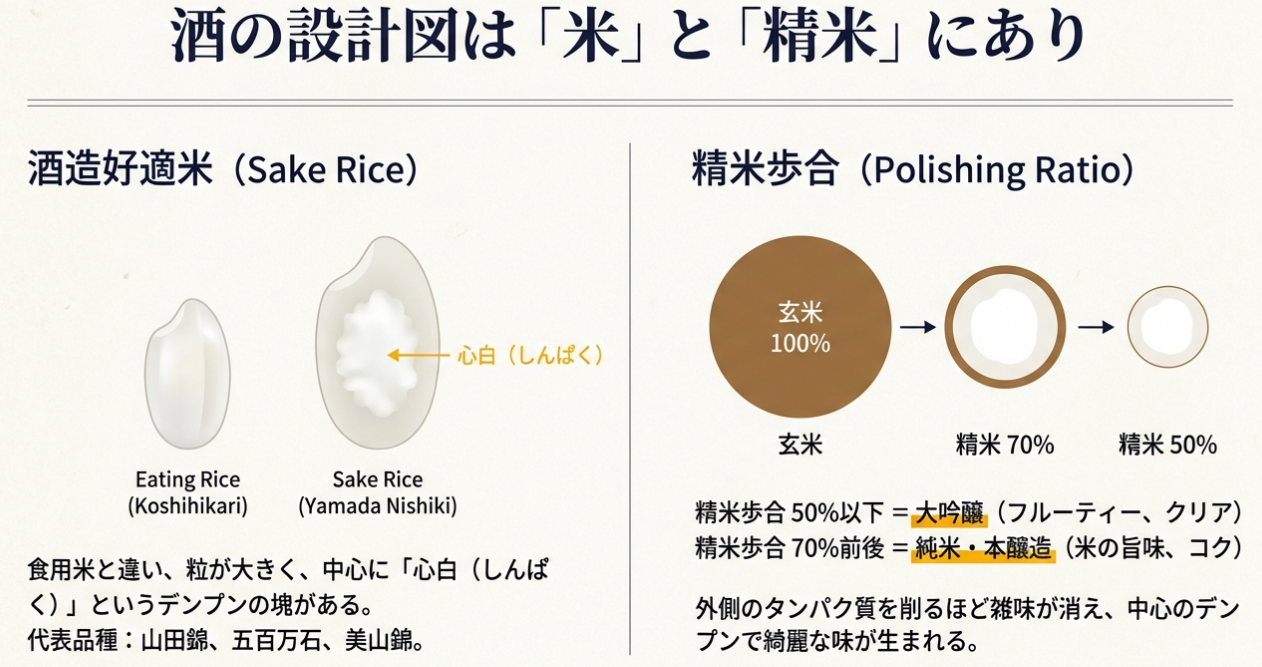 酒の設計図は「米」と「精米」にあり
酒造好適米（Sake Rice）
心白（しんぱく）
Eating Rice
(Koshihikari)
Sake Rice
(Yamada Nishiki)
食用米と違い、粒が大きく、中心に「心白（しんぱ
く）」というデンプンの塊がある。
代表品種：山田錦、五百万石、美山錦。
精米歩合（Polishing Ratio）
玄米
100%
玄米
精米 70%
精米 50%
精米歩合 50%以下 ＝ 大吟醸（フルーティー、クリア）
精米歩合 70%前後 ＝ 純米・本醸造（米の旨味、コク）
外側のタンパク質を削るほど雑味が消え、中心のデン
プンで綺麗な味が生まれる。